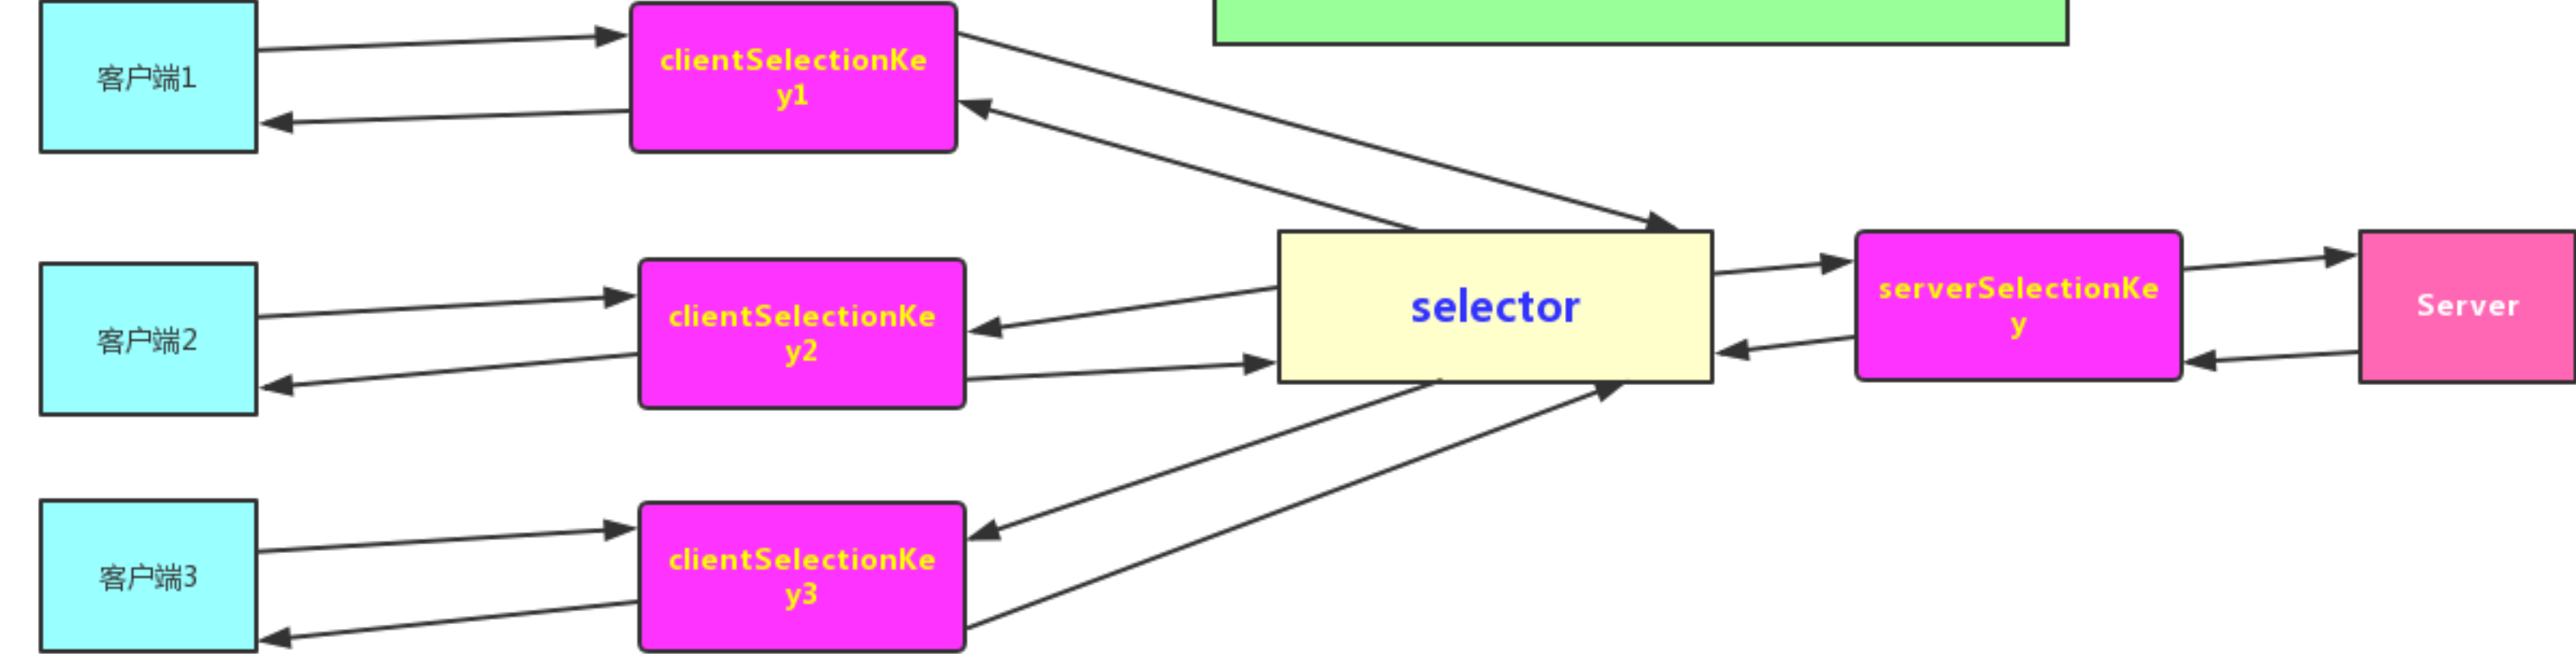 客户端1
clientSelectionKe
y1
客户端2
clientSelectionKe
y2
selector
serverSelectionKe
y
Server
客户端3
clientSelectionKe
y3